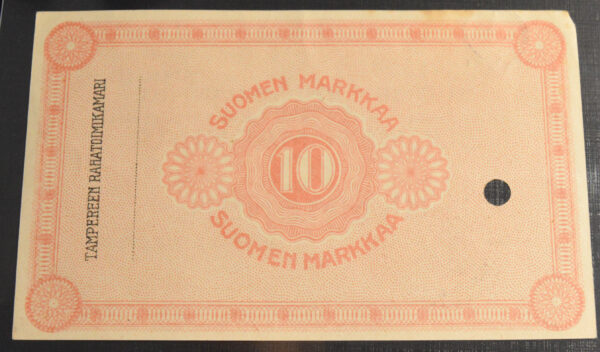 TAMPEREEN RAHATOIMIKAMARI
SUOMEN MARKKAA
10
SUOMEN MARKKAA